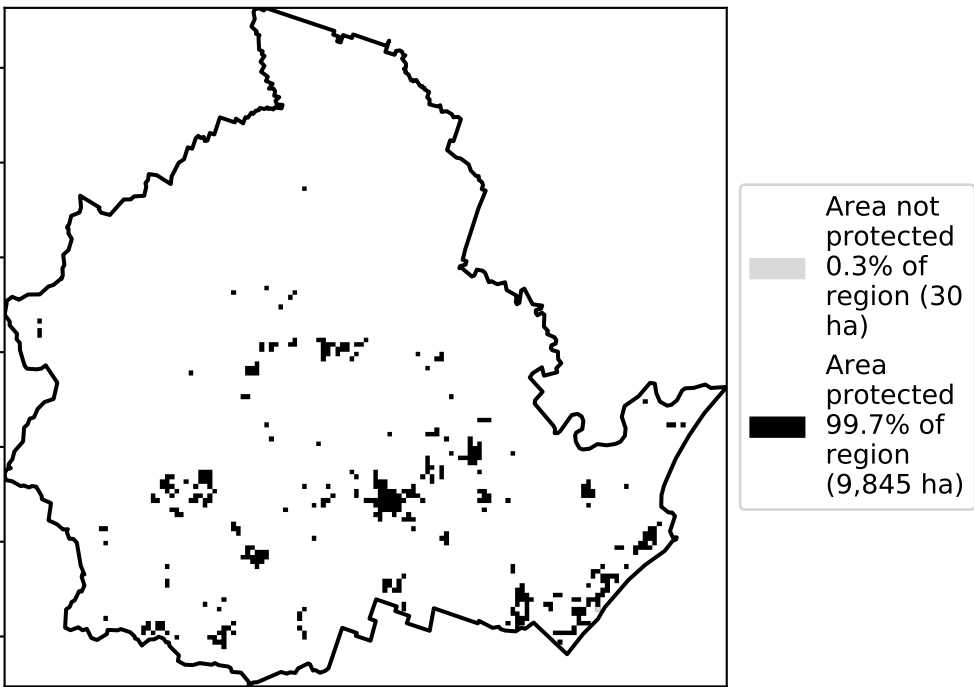 Area not
protected
0.3% of
region (30
ha)
Area
protected
99.7% of
region
(9,845 ha)